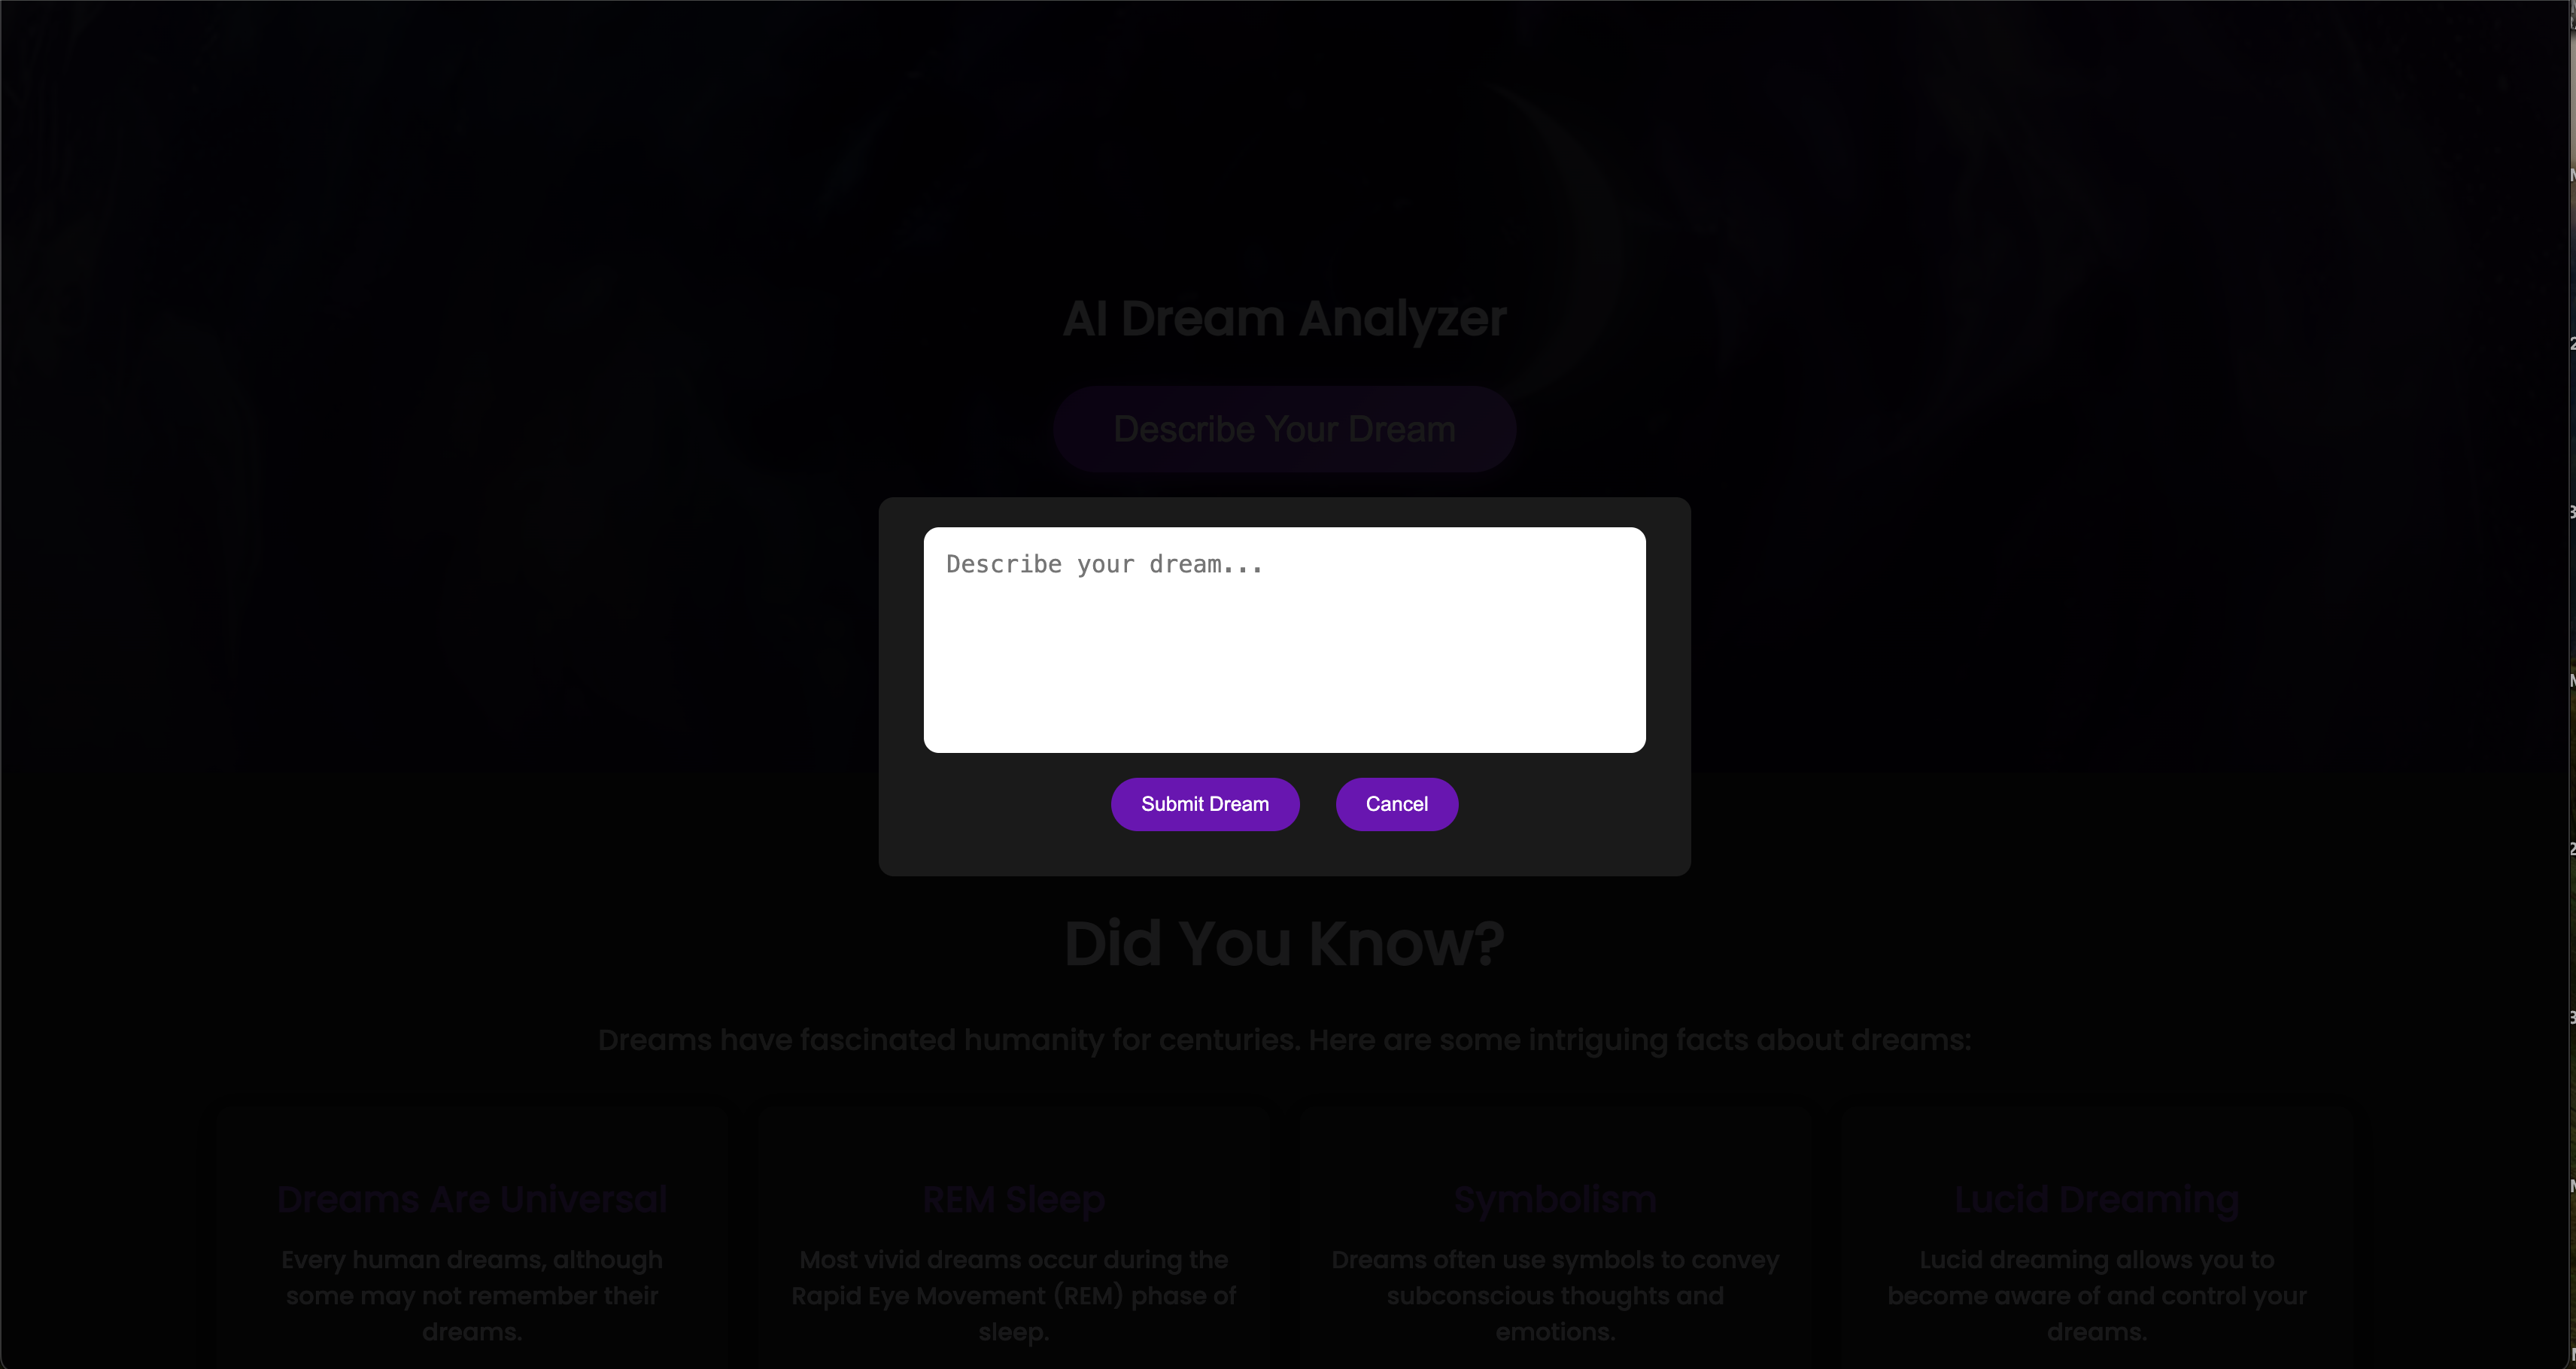 AI Dream Analyzer
Describe Your Dream
Describe your dream...
Submit Dream
Cancel
Did You Know?
Dreams have fascinated humanity for centuries. Here are some intriguing facts about dreams:
Dreams Are Universal
Every human dreams, although
some may not remember their
dreams.
REM Sleep
Most vivid dreams occur during the
Rapid Eye Movement (REM) phase of
sleep.
Symbolism
Dreams often use symbols to convey
subconscious thoughts and
emotions.
Lucid Dreaming
Lucid dreaming allows you to
become aware of and control your
dreams.